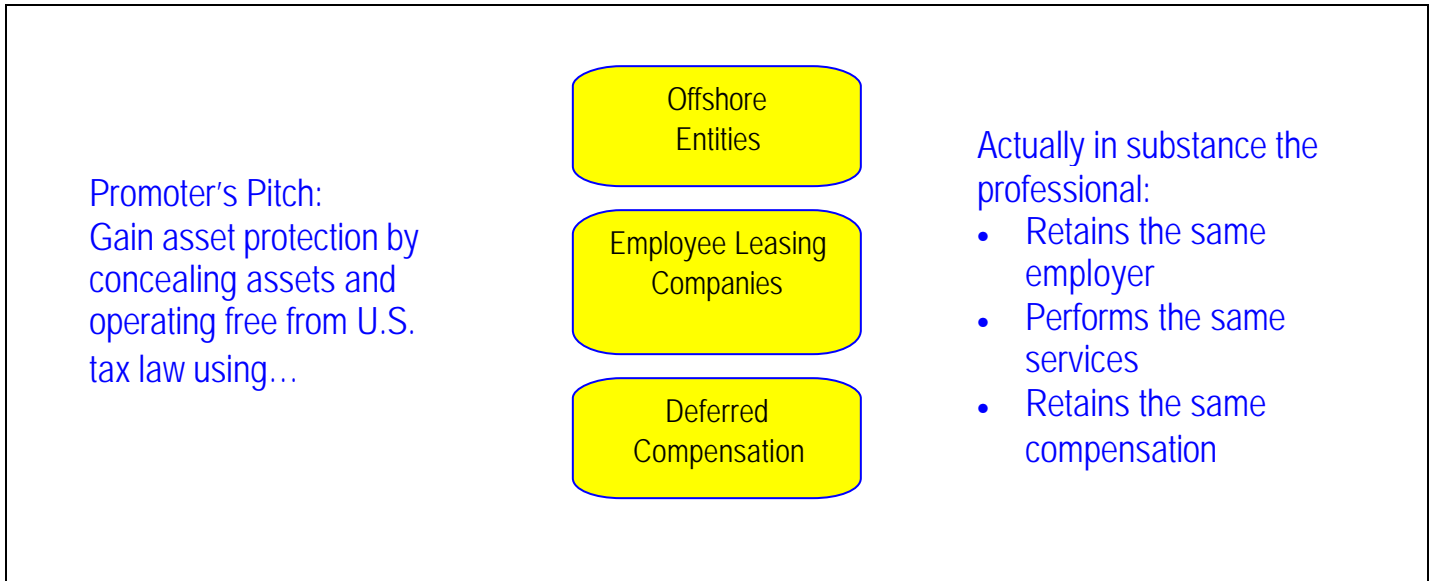 Promoter's Pitch:
Gain asset protection by
concealing assets and
operating free from U.S.
tax law using…
Offshore
Entities
Employee Leasing
Companies
Deferred
Compensation
Actually in substance the
professional:
• Retains the same
employer
• Performs the same
services
• Retains the same
compensation